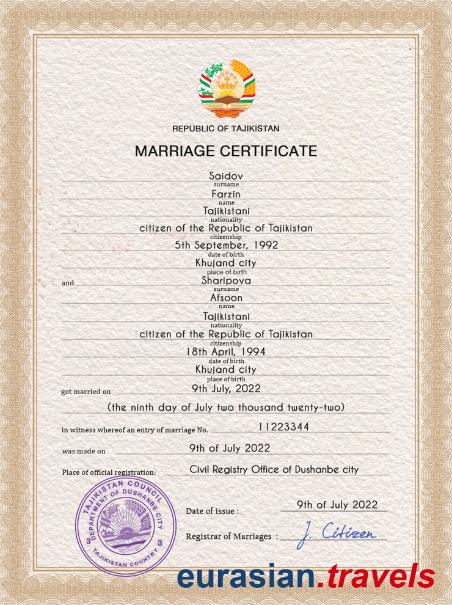 REPUBLIC OF TAJIKISTAN
MARRIAGE CERTIFICATE
Saidov
surname
Farzin
name
Tajikistani
nationality
citizen of the Republic of Tajikistan
citizenship
5th September, 1992
date of birth
Khujand city
place of birth
and Sharipova
surname
Afsoon
name
Tajikistani
nationality
citizen of the Republic of Tajikistan
citizenship
18th April, 1994
date of birth
Khujand city
place of birth
got married on 9th July, 2022
(the ninth day of July two thousand twenty-two)
in witness whereof an entry of marriage No. 11223344
was made on 9th of July 2022
Place of official registration: Civil Registry Office of Dushanbe city
TAJIKISTAN COUNCIL
DEPARTMENT OF DUSHANBE CITY
3 3
TAJIKISTAN COUNTRY
Date of issue : 9th of July 2022
Registrar of Marriages : J. Citizen
eurasian.travels